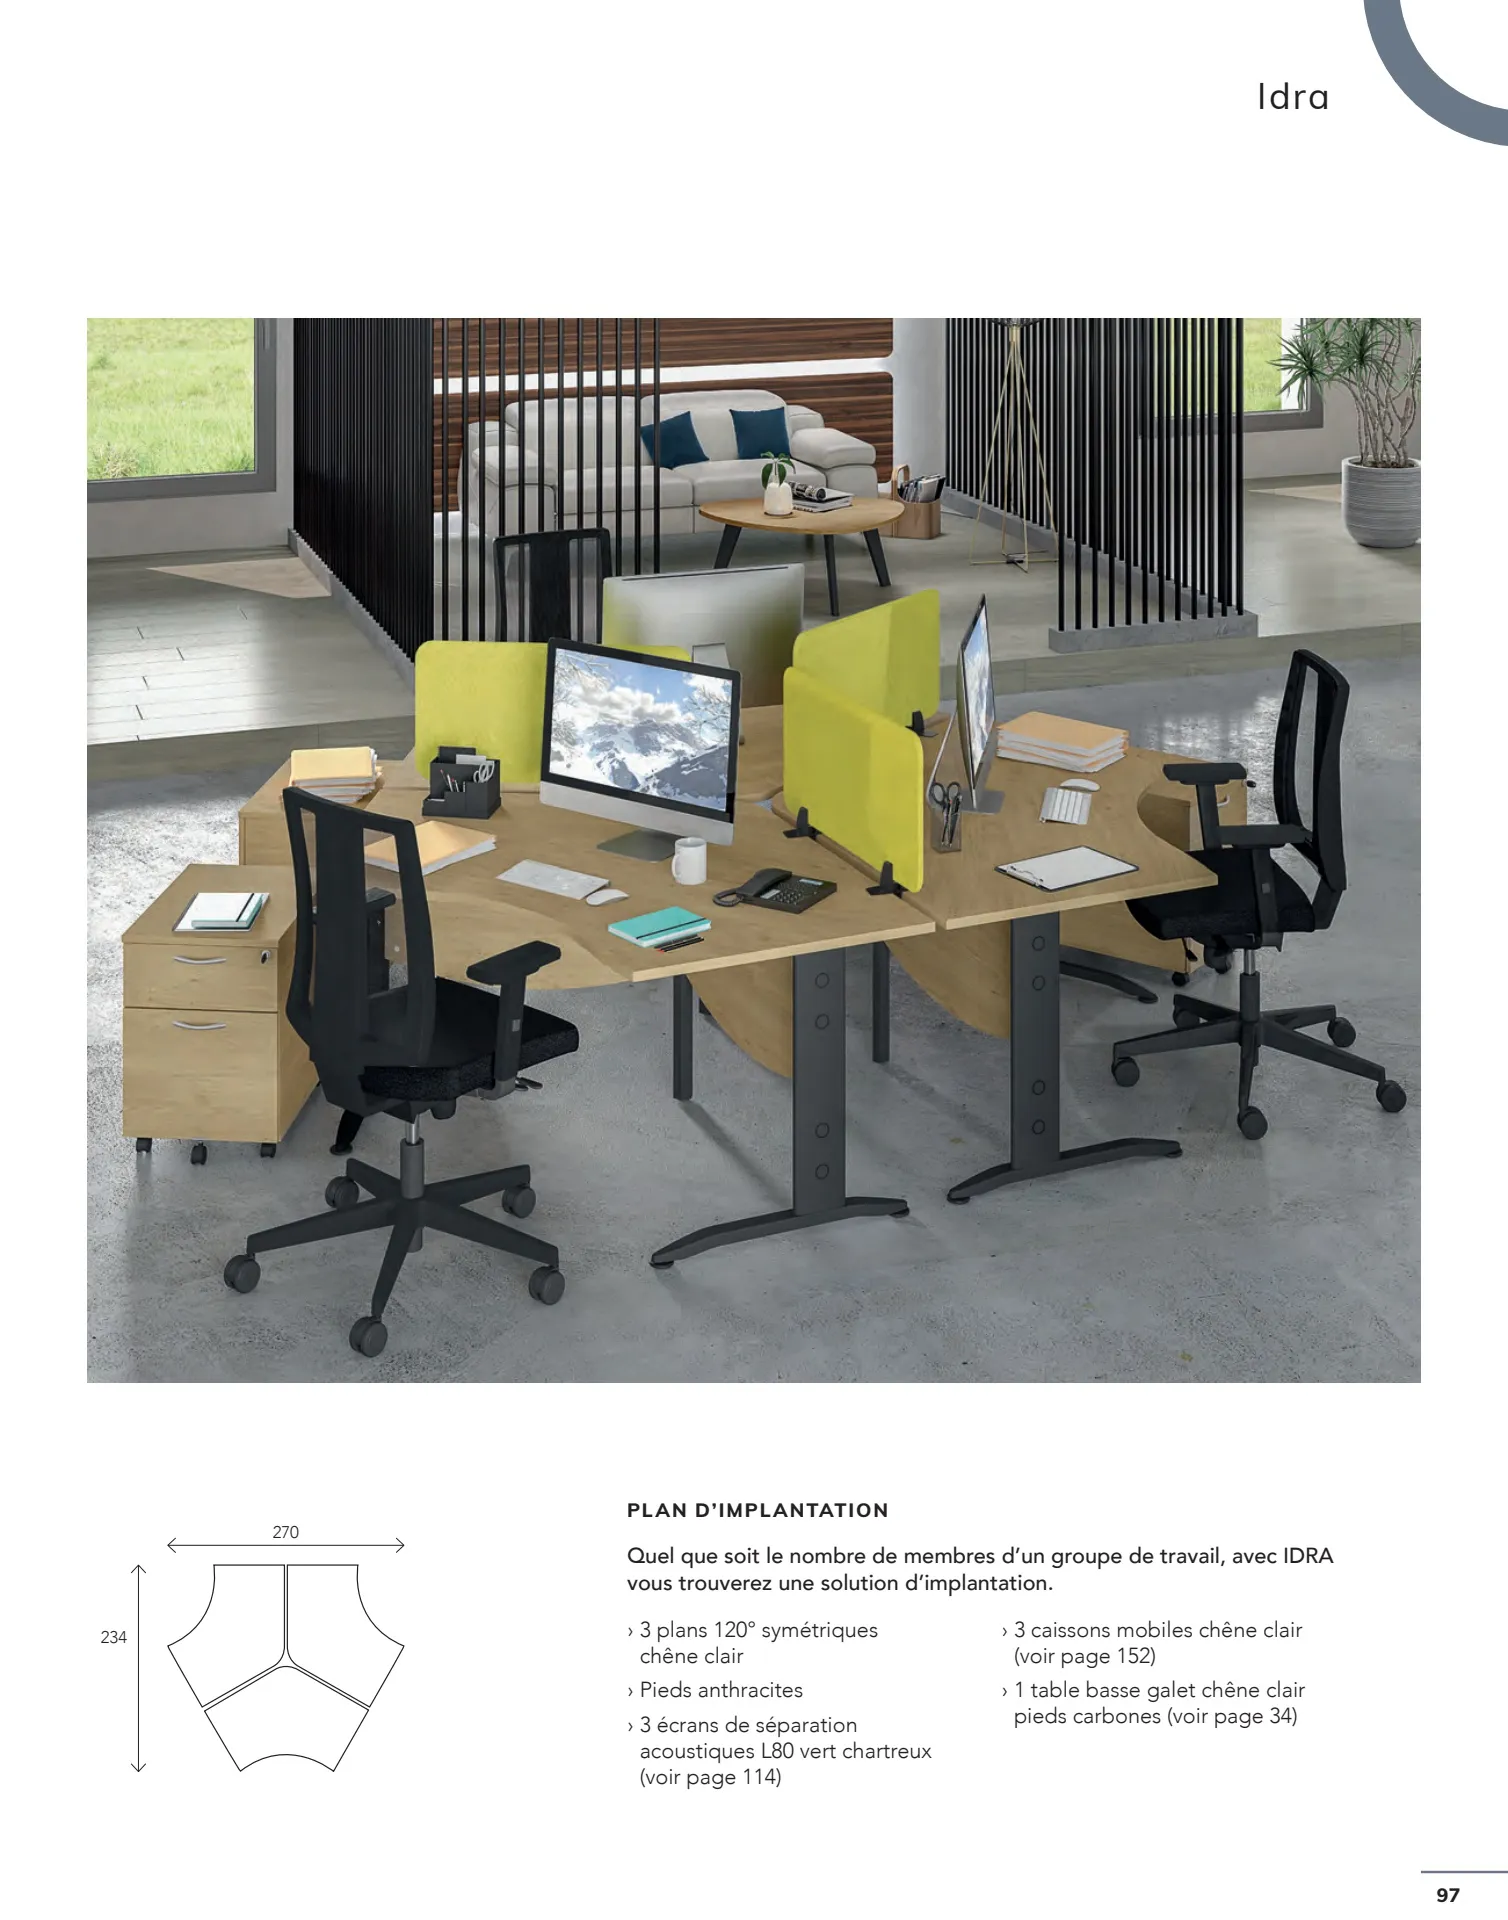 Idra
270
234
PLAN D’IMPLANTATION
Quel que soit le nombre de membres d’un groupe de travail, avec IDRA
vous trouverez une solution d’implantation.
› 3 plans 120° symétriques
chêne clair
› Pieds anthracites
› 3 écrans de séparation
acoustiques L80 vert chartreux
(voir page 114)
› 3 caissons mobiles chêne clair
(voir page 152)
› 1 table basse galet chêne clair
pieds carbones (voir page 34)
97